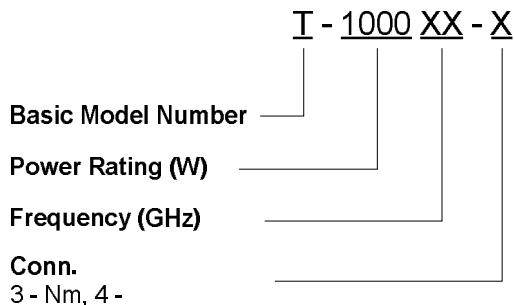 T - 1000 XX - X
Basic Model Number
Power Rating (W)
Frequency (GHz)
Conn.
3 - Nm, 4 -